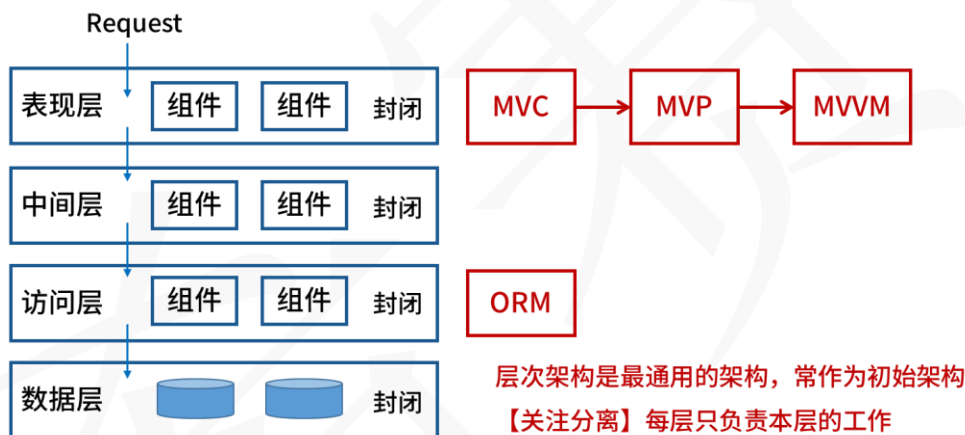 Request
表现层 组件 组件 封闭 MVC MVP MVVM
中间层 组件 组件 封闭
访问层 组件 组件 封闭 ORM
数据层 封闭
层次架构是最通用的架构，常作为初始架构
【关注分离】每层只负责本层的工作